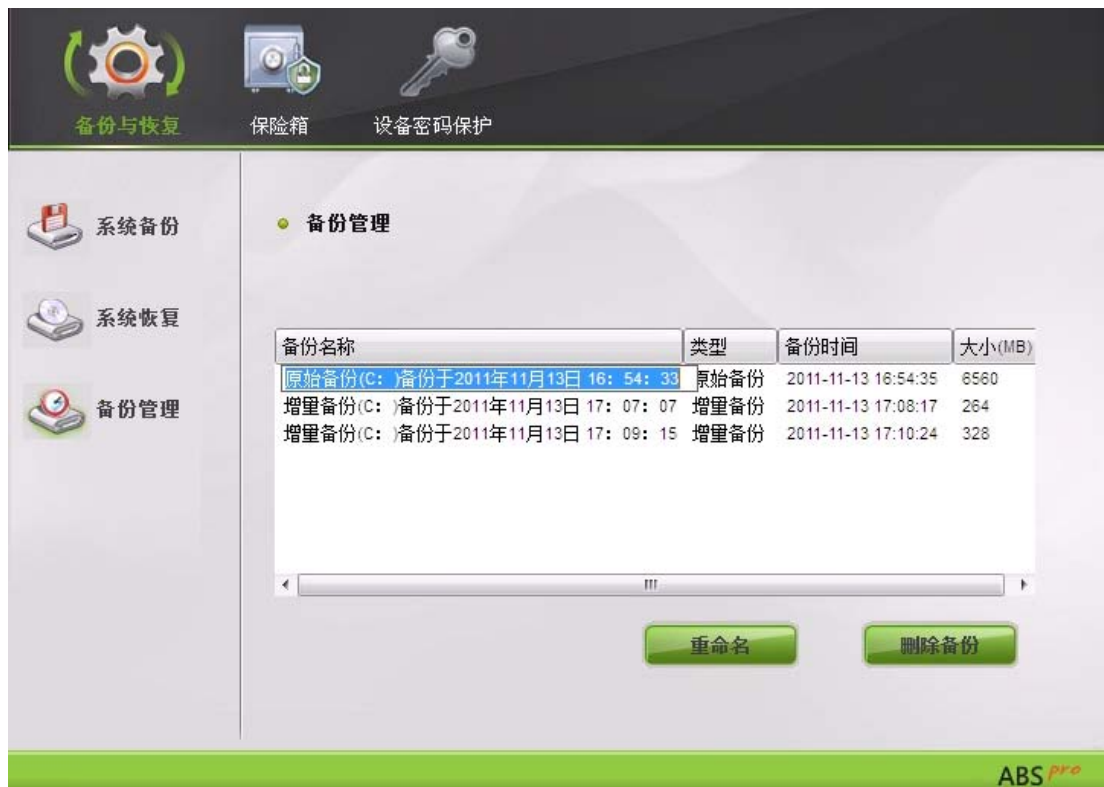 备份与恢复 保险箱 设备密码保护
系统备份
系统恢复
备份管理
备份管理
备份名称 类型 备份时间 大小(MB)
原始备份(C: )备份于2011年11月13日 16: 54: 33 原始备份 2011-11-13 16:54:35 6560
增量备份(C: )备份于2011年11月13日 17: 07: 07 增量备份 2011-11-13 17:08:17 264
增量备份(C: )备份于2011年11月13日 17: 09: 15 增量备份 2011-11-13 17:10:24 328
重命名 删除备份
ABS pro